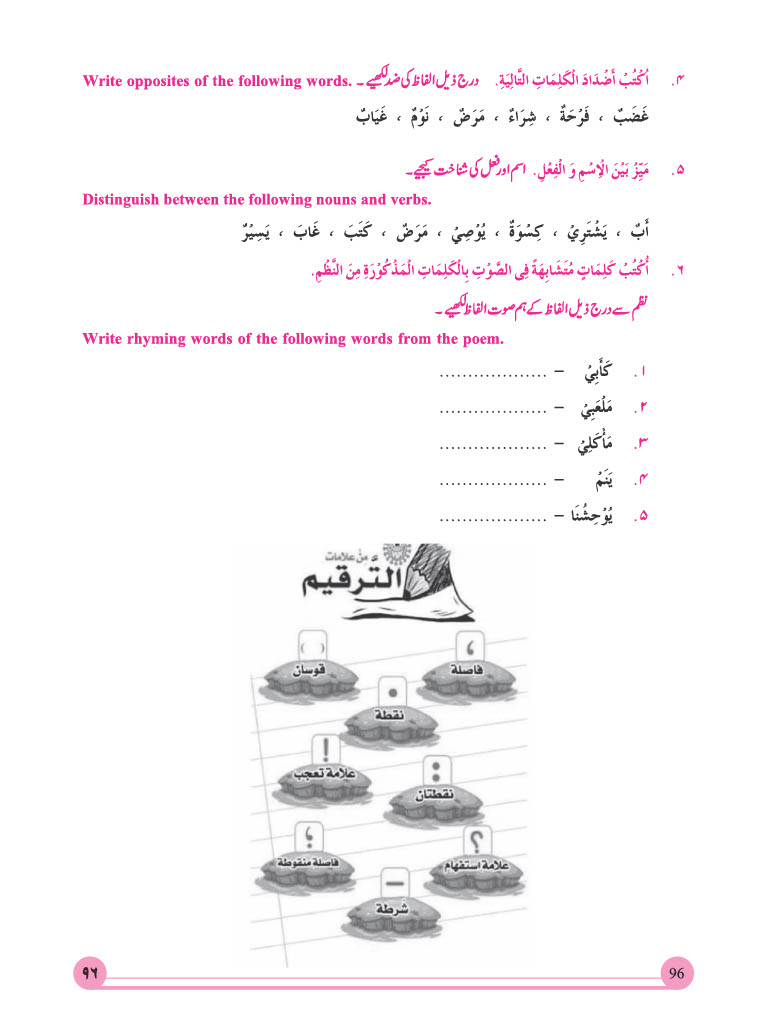 ۴. اُكْتُبْ أَضْدَادَ الْكَلِمَاتِ التَّالِيَةِ. درج ذیل الفاظ کی ضد لکھیے۔ Write opposites of the following words.
غَضَبٌ ، فَرْحَةٌ ، شِرَاءٌ ، مَرَضٌ ، نَوْمٌ ، غَيَابٌ
۵. مَيِّزْ بَيْنَ الْاِسْمِ وَ الْفِعْلِ. اسم اور فعل کی شناخت کیجیے۔
Distinguish between the following nouns and verbs.
أَبٌ ، يَشْتَرِيْ ، كِسْوَةٌ ، يُوْصِيْ ، مَرَضٌ ، كَتَبَ ، غَابَ ، يَسِيْرٌ
۶. أُكْتُبْ كَلِمَاتٍ مُتَشَابِهَةً فِى الصَّوْتِ بِالْكَلِمَاتِ الْمَذْكُوْرَةِ مِنَ النَّظْمِ.
نظم سے درج ذیل الفاظ کے ہم صوت الفاظ لکھیے۔
Write rhyming words of the following words from the poem.
۱. كَأَبِيْ – ...................
۲. مَلْعَبِيْ – ...................
۳. مَأْكَلِيْ – ...................
۴. يَنَمْ – ...................
۵. يُوْحِشُنَا – ...................
من علامات
الترقيم
، ( )
فاصلة قوسان
.
نقطة
!
علامة تعجب
:
نقطتان
؟ ؛
علامة استفهام فاصلة منقوطة
–
شرطة
۹۶ 96